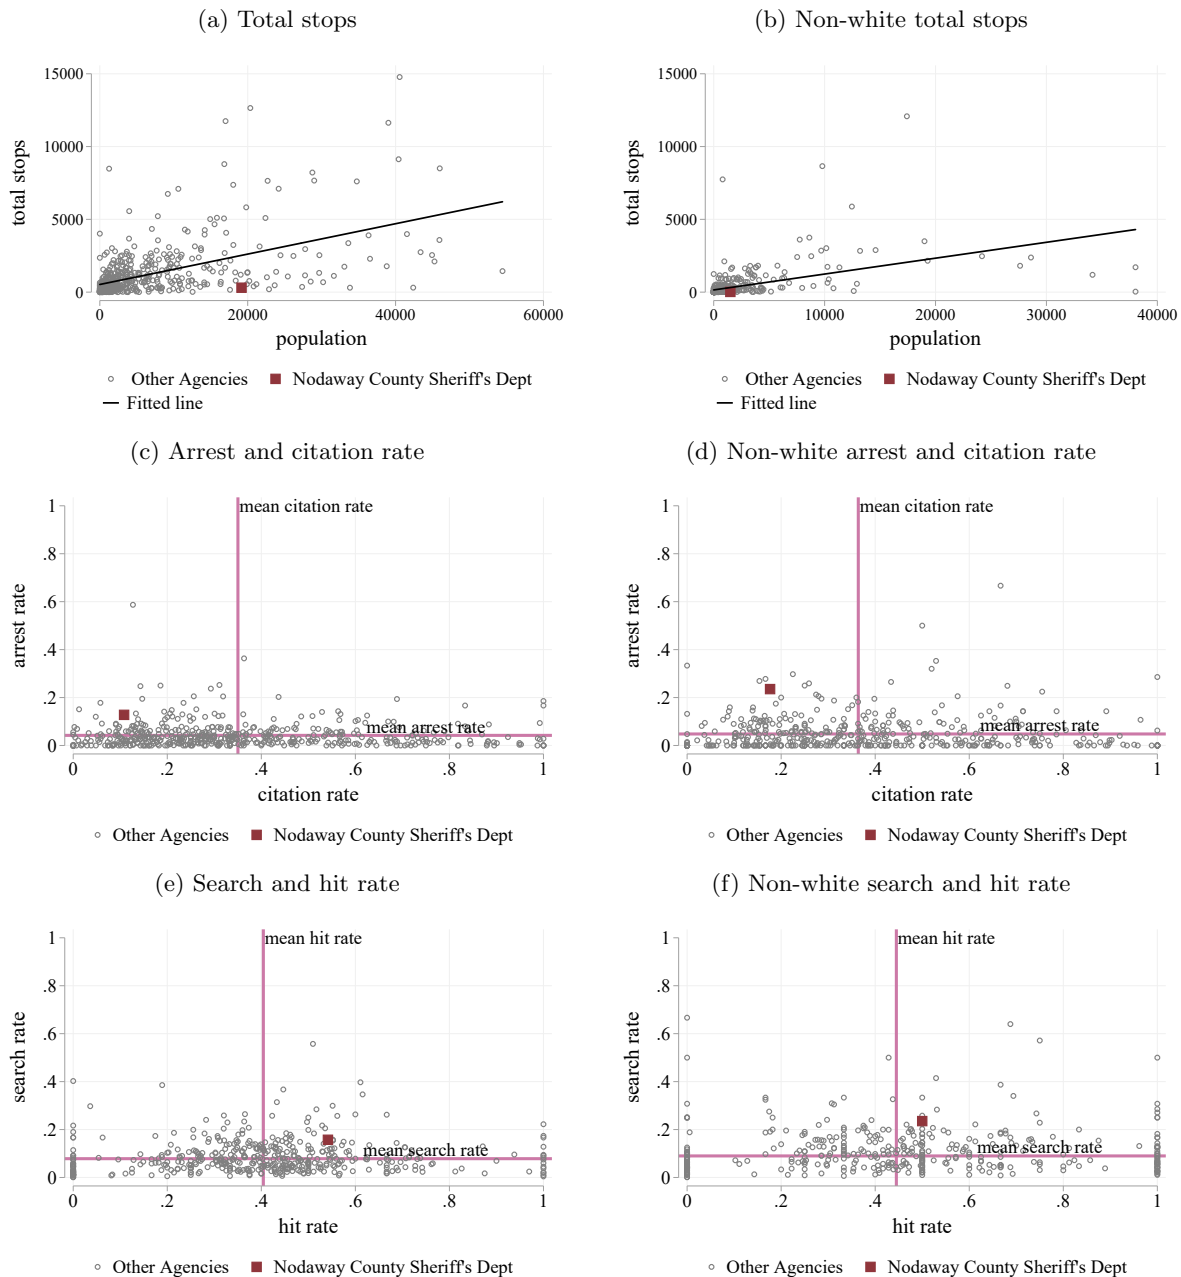 (a) Total stops
15000
10000
5000
0
total stops
0 20000 40000 60000
population
Other Agencies Nodaway County Sheriff's Dept
Fitted line
(b) Non-white total stops
15000
10000
5000
0
total stops
0 10000 20000 30000 40000
population
Other Agencies Nodaway County Sheriff's Dept
Fitted line
(c) Arrest and citation rate
mean citation rate
1
.8
.6
.4
.2
0
arrest rate
mean arrest rate
0 .2 .4 .6 .8 1
citation rate
Other Agencies Nodaway County Sheriff's Dept
(d) Non-white arrest and citation rate
mean citation rate
1
.8
.6
.4
.2
0
arrest rate
mean arrest rate
0 .2 .4 .6 .8 1
citation rate
Other Agencies Nodaway County Sheriff's Dept
(e) Search and hit rate
mean hit rate
1
.8
.6
.4
.2
0
search rate
mean search rate
0 .2 .4 .6 .8 1
hit rate
Other Agencies Nodaway County Sheriff's Dept
(f) Non-white search and hit rate
mean hit rate
1
.8
.6
.4
.2
0
search rate
mean search rate
0 .2 .4 .6 .8 1
hit rate
Other Agencies Nodaway County Sheriff's Dept